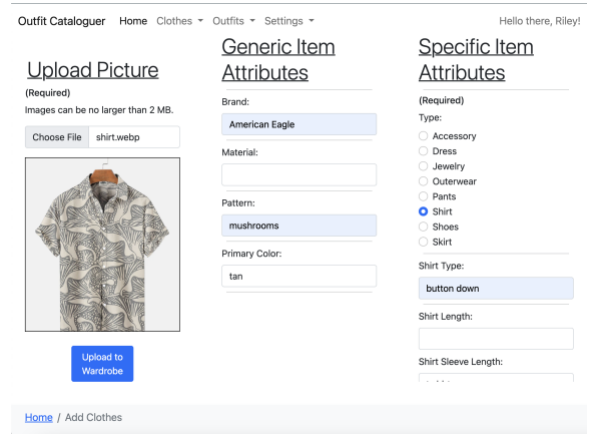 Outfit Cataloguer Home Clothes Outfits Settings Hello there, Riley!
Upload Picture
(Required)
Images can be no larger than 2 MB.
Choose File shirt.webp
Upload to
Wardrobe
Generic Item
Attributes
Brand:
American Eagle
Material:
Pattern:
mushrooms
Primary Color:
tan
Specific Item
Attributes
(Required)
Type:
Accessory
Dress
Jewelry
Outerwear
Pants
Shirt
Shoes
Skirt
Shirt Type:
button down
Shirt Length:
Shirt Sleeve Length:
Home / Add Clothes